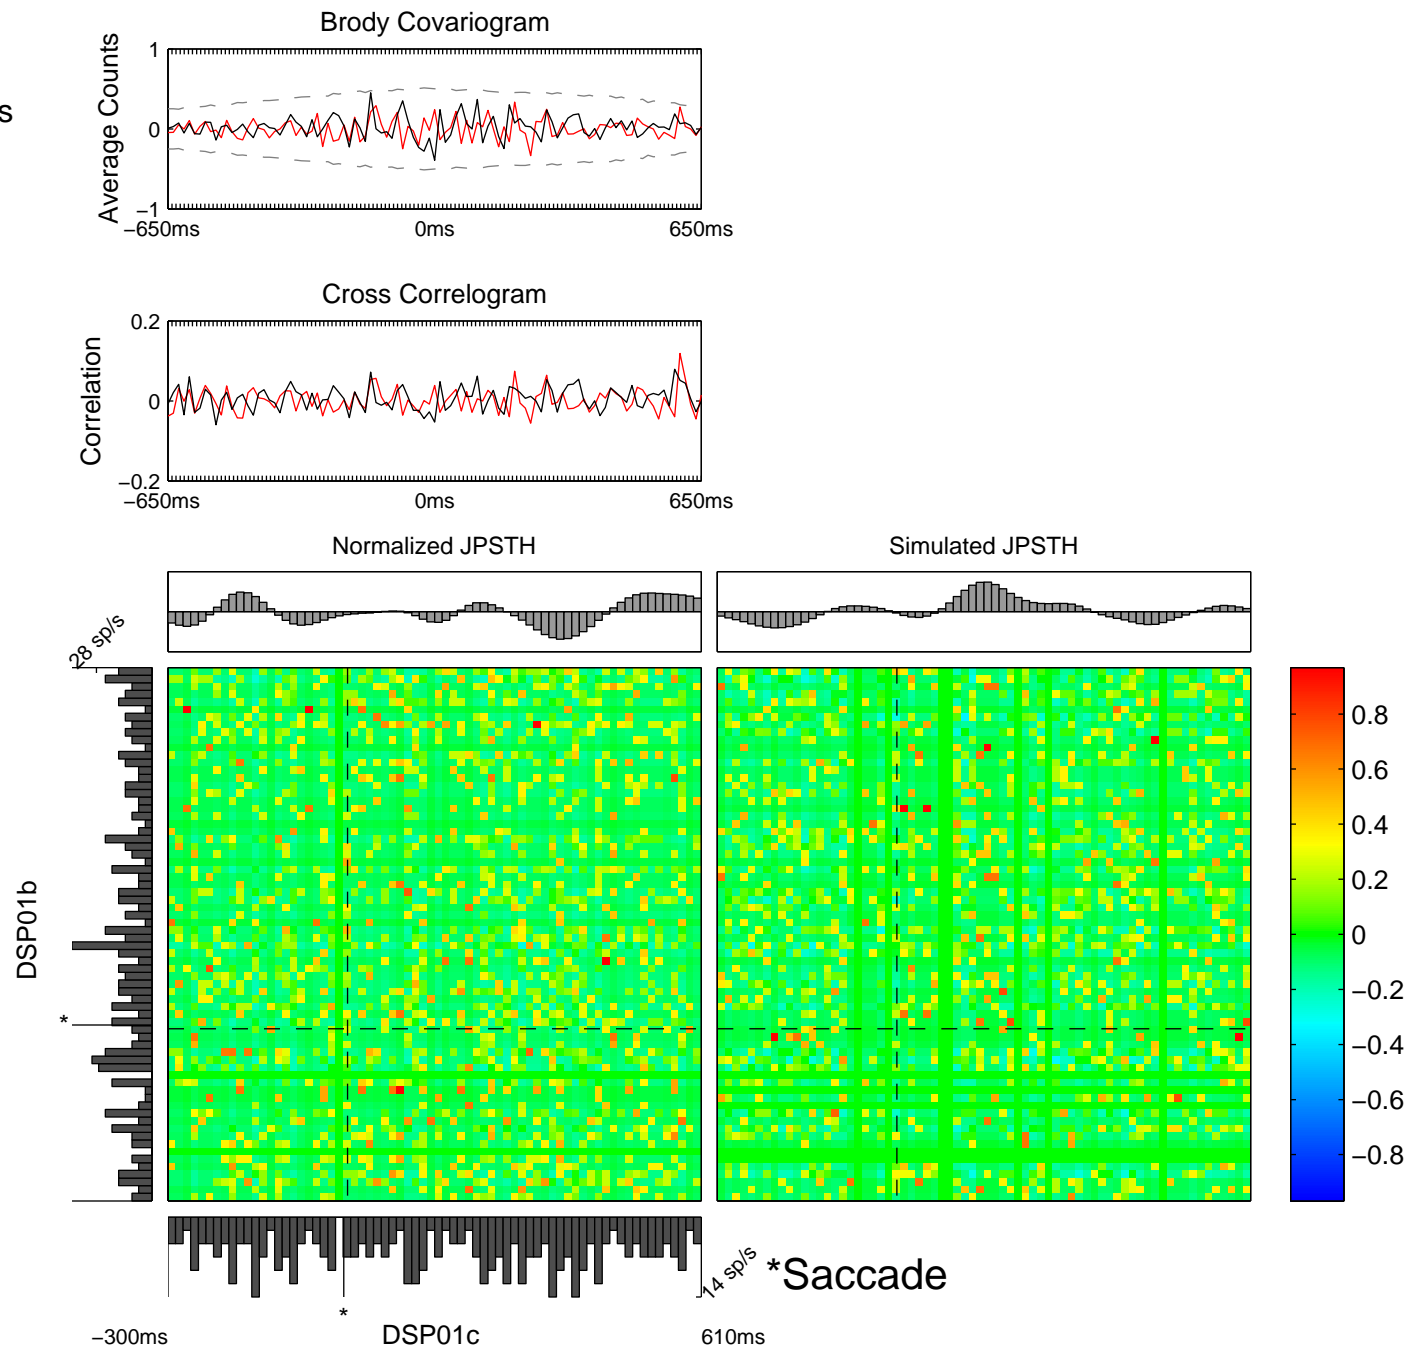 Brody Covariogram
s
Average Counts
1
0
−1
−650ms 0ms 650ms
Cross Correlogram
Correlation
0.2
0
−0.2
−650ms 0ms 650ms
Normalized JPSTH Simulated JPSTH
28 sp/s
DSP01b
*
0.8
0.6
0.4
0.2
0
−0.2
−0.4
−0.6
−0.8
14 sp/s
*Saccade
*
−300ms DSP01c 610ms